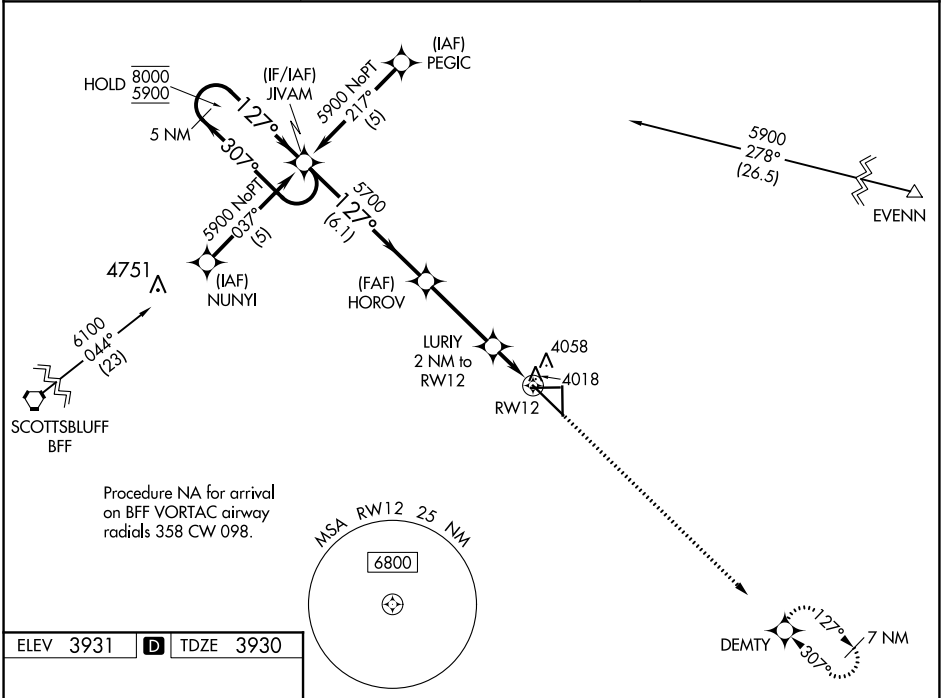 (IAF)
PEGIC
(IF/IAF)
JIVAM
HOLD 8000
5900
5 NM
127°
307°
5900 NoPT
217°
(5)
5900
278°
(26.5)
EVENN
5900 NoPT
037°
(5)
5700
127°
(6.1)
4751
(IAF)
NUNYI
(FAF)
HOROV
6100
044°
(23)
LURIY
2 NM to
RW12
4058
4018
RW12
SCOTTSBLUFF
BFF
Procedure NA for arrival
on BFF VORTAC airway
radials 358 CW 098.
MSA RW12 25 NM
6800
DEMTY
127°
307°
7 NM
ELEV 3931 D TDZE 3930